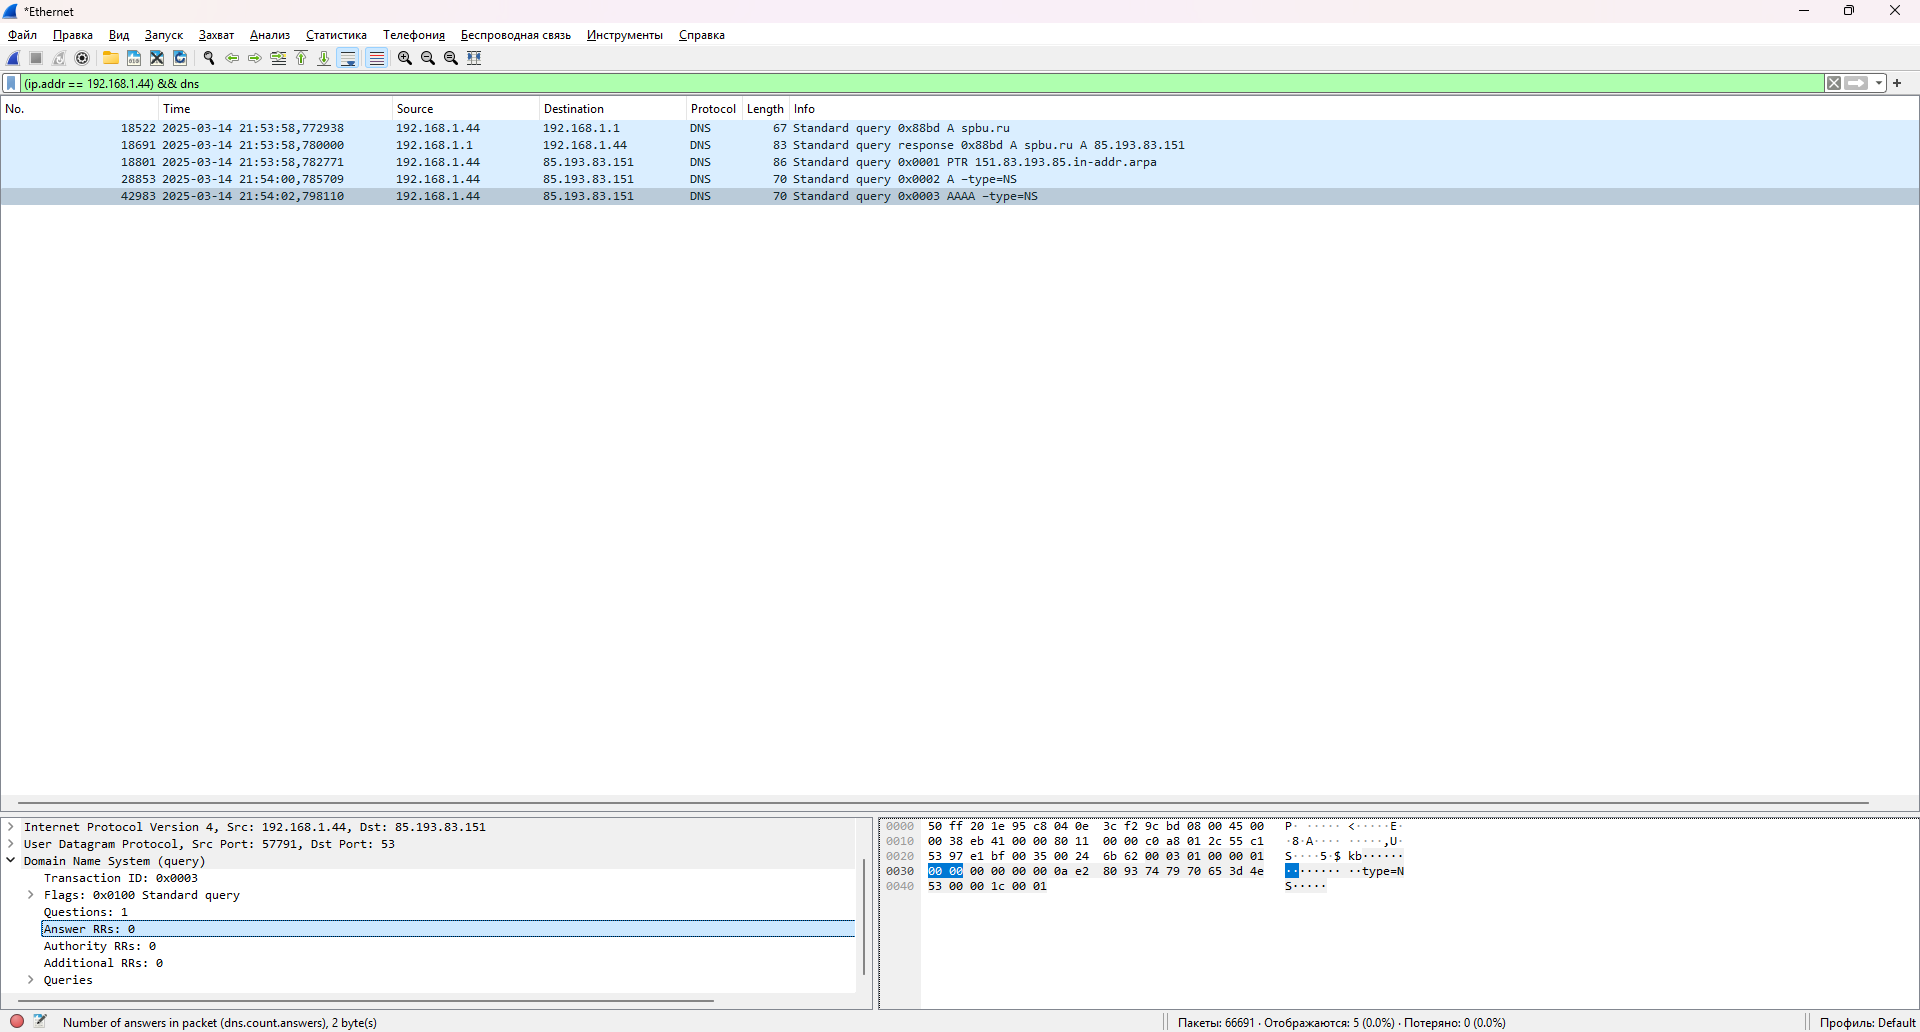 *Ethernet
Файл Правка Вид Запуск Захват Анализ Статистика Телефония Беспроводная связь Инструменты Справка
(ip.addr == 192.168.1.44) && dns
No. Time Source Destination Protocol Length Info
18522 2025-03-14 21:53:58,772938 192.168.1.44 192.168.1.1 DNS 67 Standard query 0x88bd A spbu.ru
18691 2025-03-14 21:53:58,780000 192.168.1.1 192.168.1.44 DNS 83 Standard query response 0x88bd A spbu.ru A 85.193.83.151
18801 2025-03-14 21:53:58,782771 192.168.1.44 85.193.83.151 DNS 86 Standard query 0x0001 PTR 151.83.193.85.in-addr.arpa
28853 2025-03-14 21:54:00,785709 192.168.1.44 85.193.83.151 DNS 70 Standard query 0x0002 A –type=NS
42983 2025-03-14 21:54:02,798110 192.168.1.44 85.193.83.151 DNS 70 Standard query 0x0003 AAAA –type=NS
Internet Protocol Version 4, Src: 192.168.1.44, Dst: 85.193.83.151
User Datagram Protocol, Src Port: 57791, Dst Port: 53
Domain Name System (query)
Transaction ID: 0x0003
Flags: 0x0100 Standard query
Questions: 1
Answer RRs: 0
Authority RRs: 0
Additional RRs: 0
Queries
0000 50 ff 20 1e 95 c8 04 0e 3c f2 9c bd 08 00 45 00 P· ·····<·····E·
0010 00 38 eb 41 00 00 80 11 00 00 c0 a8 01 2c 55 c1 ·8·A·········,U·
0020 53 97 e1 bf 00 35 00 24 6b 62 00 03 01 00 00 01 S····5·$kb······
0030 00 00 00 00 00 00 0a e2 80 93 74 79 70 65 3d 4e ··········type=N
0040 53 00 00 1c 00 01 S·····
Number of answers in packet (dns.count.answers), 2 byte(s)
Пакеты: 66691 · Отображаются: 5 (0.0%) · Потеряно: 0 (0.0%)
Профиль: Default